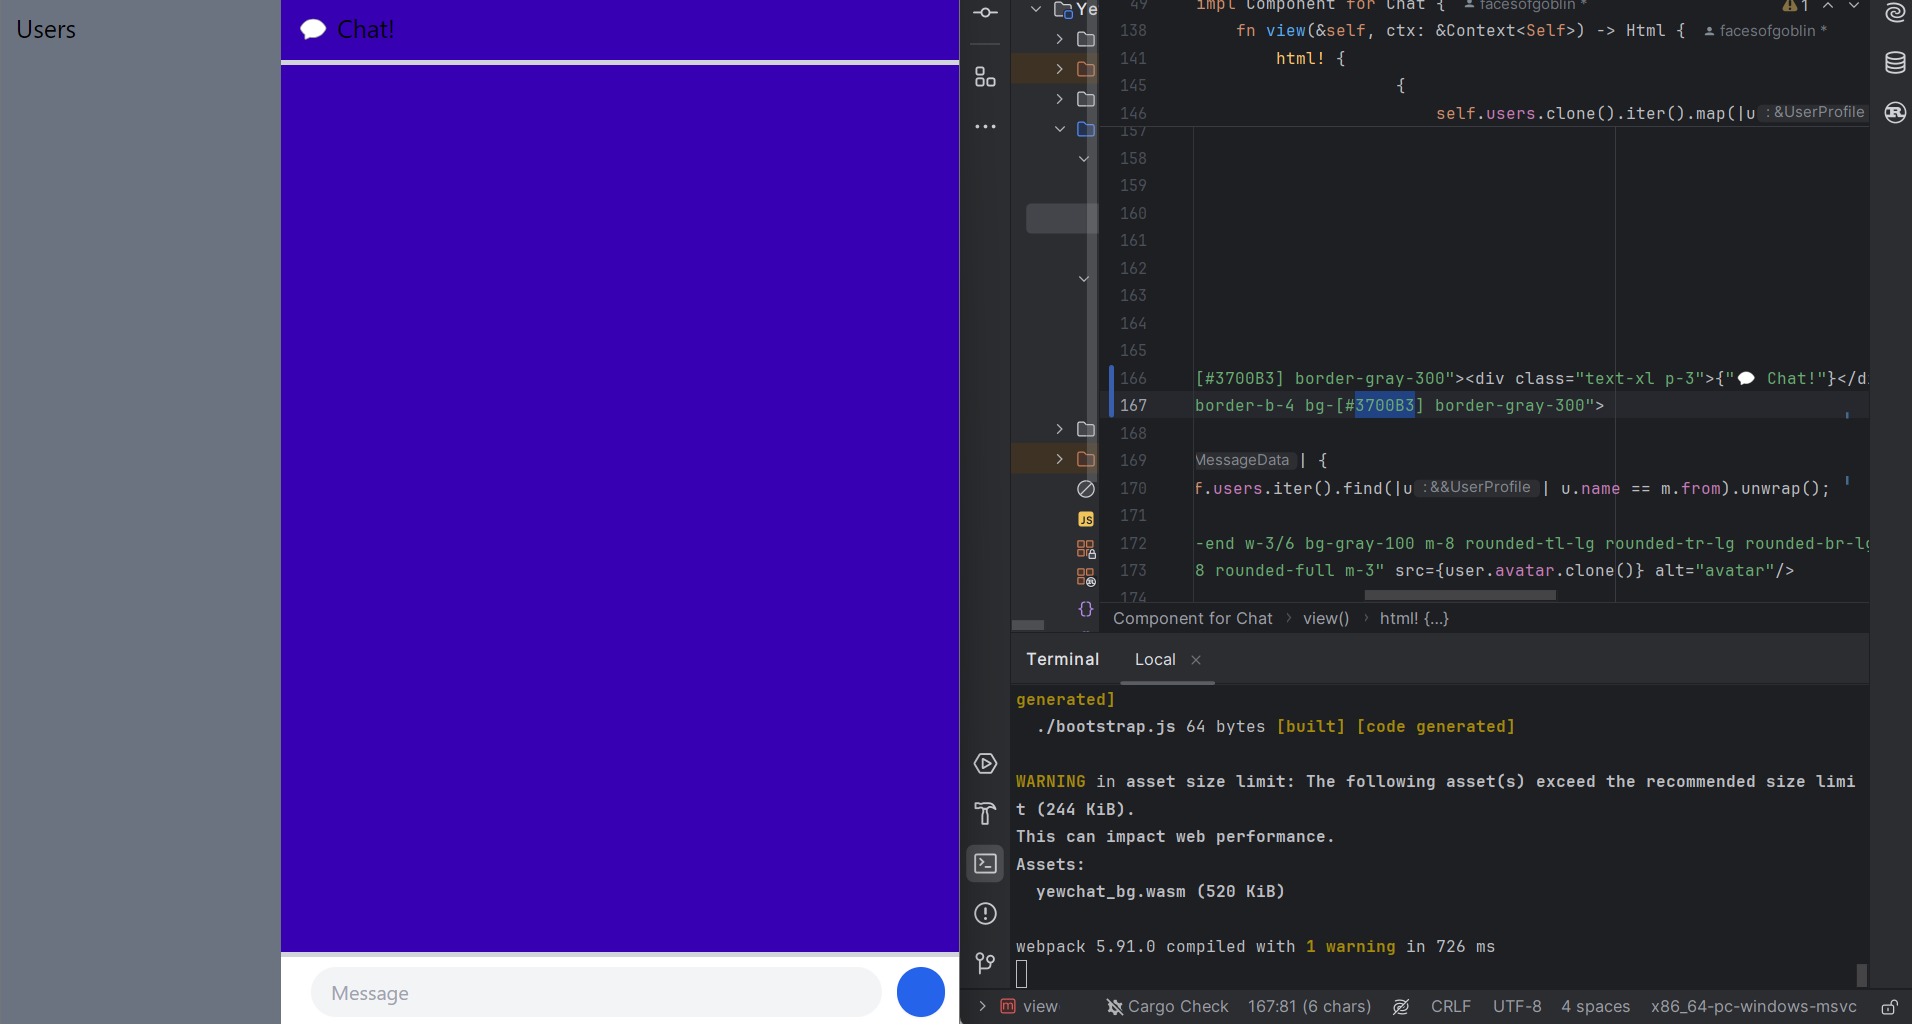 Users
💬 Chat!
Message
Ye
49 impl Component for Chat { facesofgoblin *
1
138 fn view(&self, ctx: &Context<Self>) -> Html { facesofgoblin *
141 html! {
145 {
146 self.users.clone().iter().map(|u : &UserProfile
157
158
159
160
161
162
163
164
165
166 [#3700B3] border-gray-300"><div class="text-xl p-3">{"💬 Chat!"}</di
167 border-b-4 bg-[#3700B3] border-gray-300">
168
169 MessageData | {
170 f.users.iter().find(|u : &&UserProfile | u.name == m.from).unwrap();
171
172 -end w-3/6 bg-gray-100 m-8 rounded-tl-lg rounded-tr-lg rounded-br-lg
173 8 rounded-full m-3" src={user.avatar.clone()} alt="avatar"/>
174
JS
Component for Chat > view() > html! {...}
Terminal Local ×
generated]
./bootstrap.js 64 bytes [built] [code generated]
WARNING in asset size limit: The following asset(s) exceed the recommended size limi
t (244 KiB).
This can impact web performance.
Assets:
yewchat_bg.wasm (520 KiB)
webpack 5.91.0 compiled with 1 warning in 726 ms
> m view Cargo Check 167:81 (6 chars) CRLF UTF-8 4 spaces x86_64-pc-windows-msvc